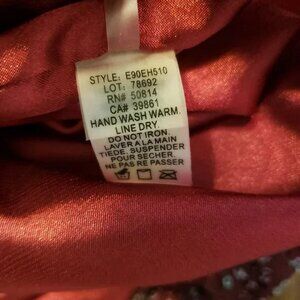 STYLE: E90EH510
LOT: 78692
RN# 50814
CA# 39861
HAND WASH WARM.
LINE DRY.
DO NOT IRON.
LAVER A LA MAIN
TIEDE. SUSPENDER
POUR SECHER.
NE PAS RE PASSER